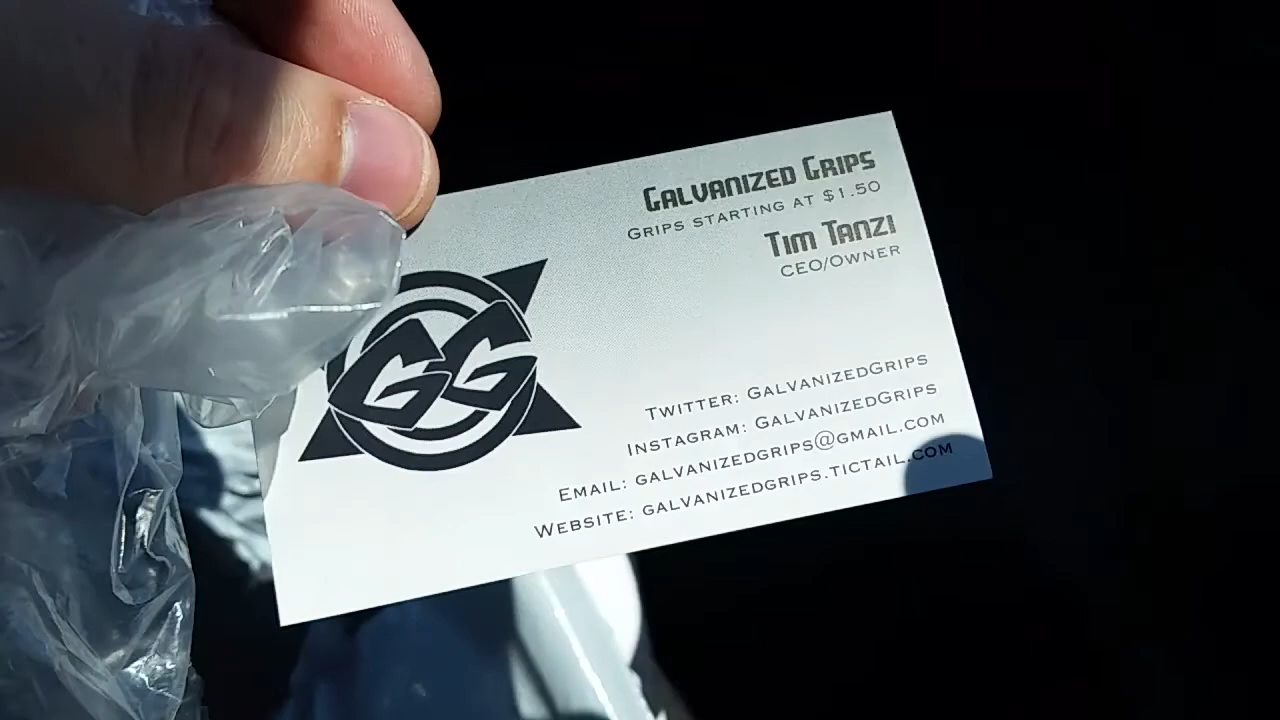 Galvanized Grips
Grips starting at $1.50
Tim Tanzi
CEO/Owner
GG
Twitter: GalvanizedGrips
Instagram: GalvanizedGrips
Email: galvanizedgrips@gmail.com
Website: galvanizedgrips.tictail.com